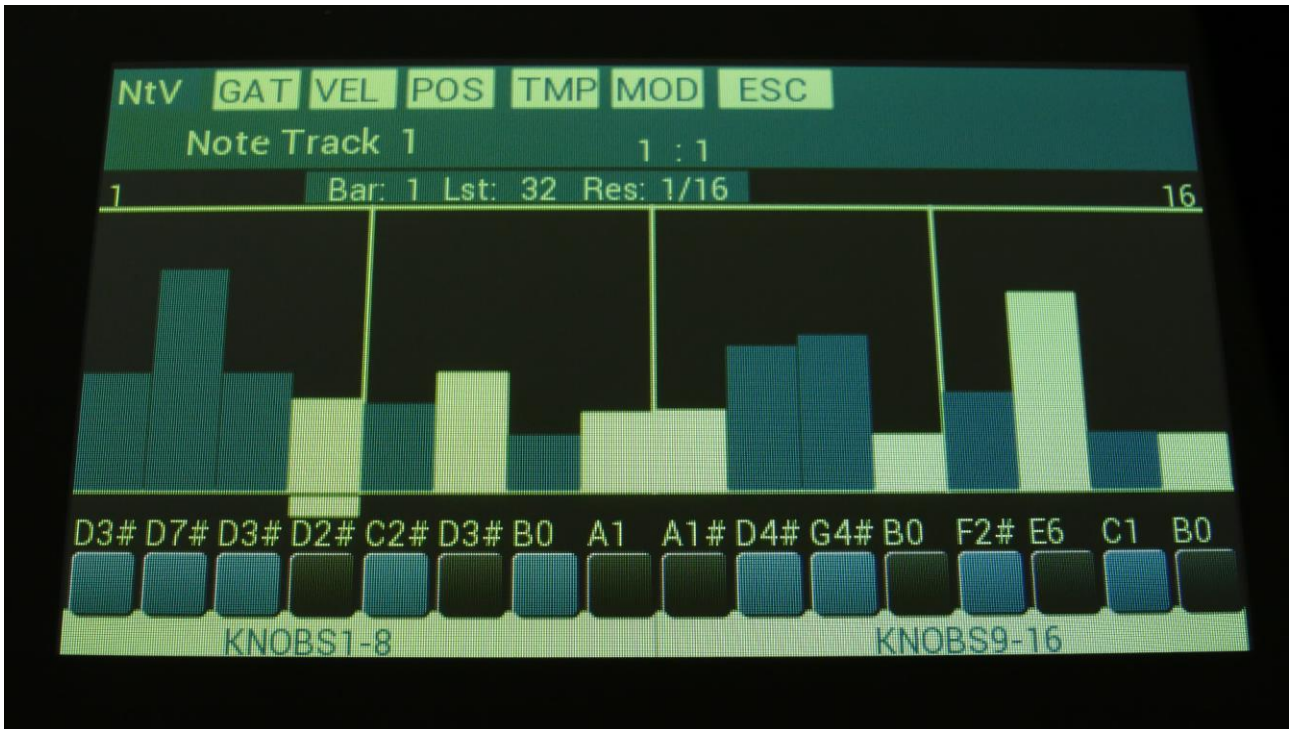 NtV GAT VEL POS TMP MOD ESC
Note Track 1 1 : 1
1 Bar: 1 Lst: 32 Res: 1/16 16
D3# D7# D3# D2# C2# D3# B0 A1 A1# D4# G4# B0 F2# E6 C1 B0
KNOBS1-8 KNOBS9-16